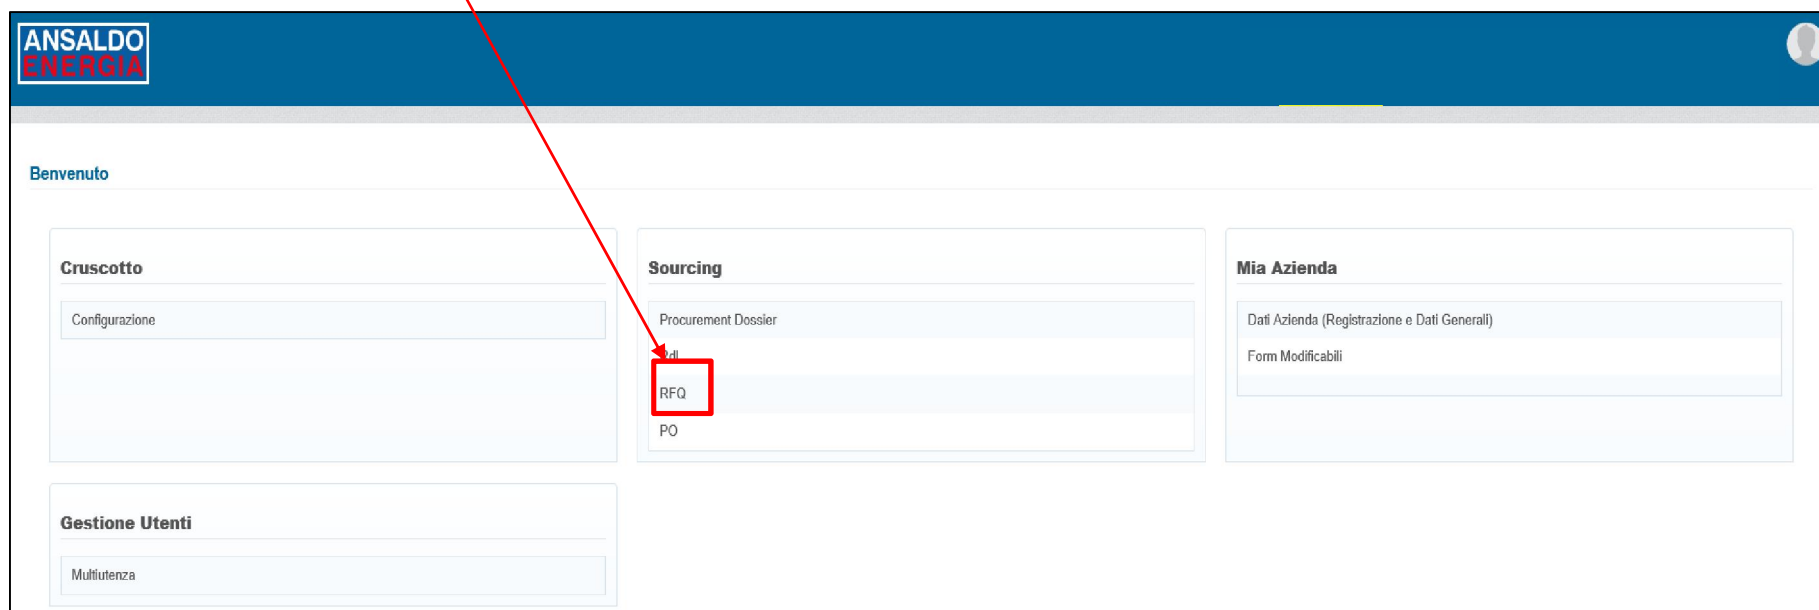 ANSALDO
ENERGIA
Benvenuto
Cruscotto
Configurazione
Sourcing
Procurement Dossier
RFQ
PO
Mia Azienda
Dati Azienda (Registrazione e Dati Generali)
Form Modificabili
Gestione Utenti
Multiutenza